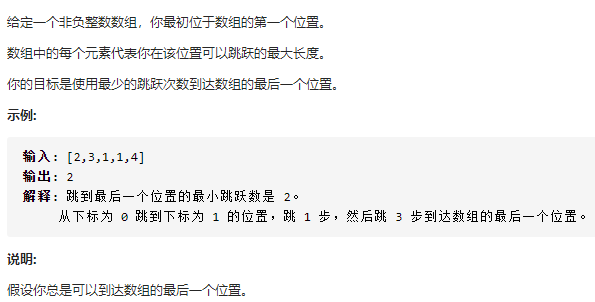 给定一个非负整数数组，你最初位于数组的第一个位置。
数组中的每个元素代表你在该位置可以跳跃的最大长度。
你的目标是使用最少的跳跃次数到达数组的最后一个位置。
示例:
输入: [2,3,1,1,4]
输出: 2
解释: 跳到最后一个位置的最小跳跃数是 2。
从下标为 0 跳到下标为 1 的位置，跳 1 步，然后跳 3 步到达数组的最后一个位置。
说明:
假设你总是可以到达数组的最后一个位置。